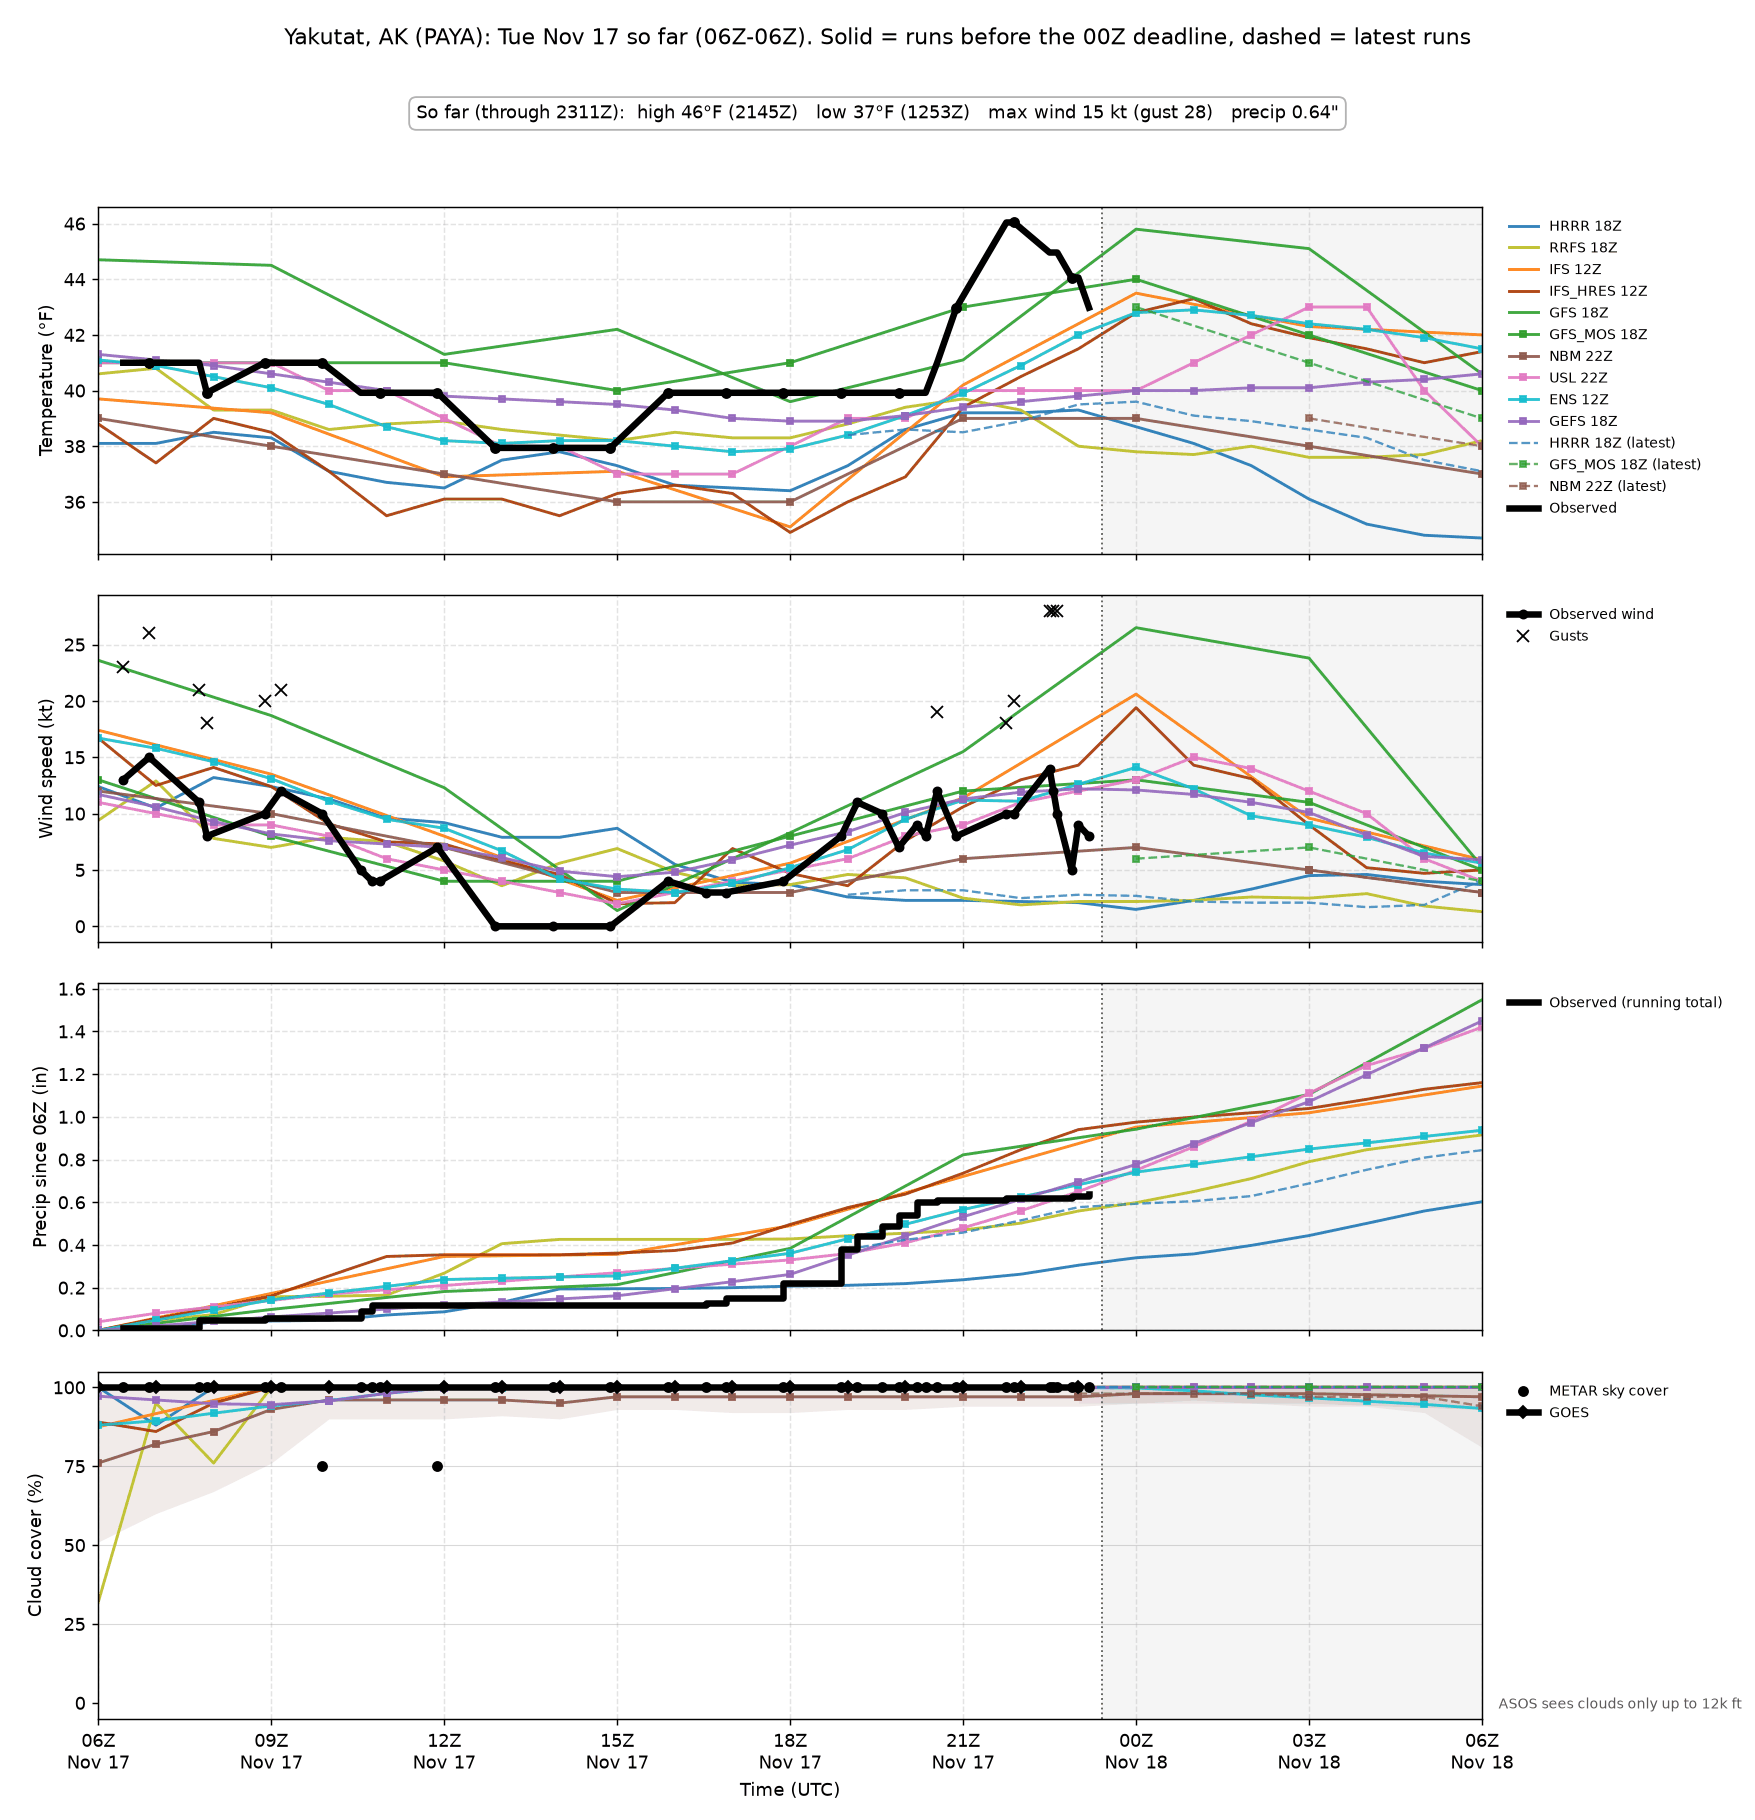 Yakutat, AK (PAYA): Tue Nov 17 so far (06Z-06Z). Solid = runs before the 00Z deadline, dashed = latest runs
So far (through 2311Z): high 46°F (2145Z) low 37°F (1253Z) max wind 15 kt (gust 28) precip 0.64"
Temperature (°F)
46
44
42
40
38
36
HRRR 18Z
RRFS 18Z
IFS 12Z
IFS_HRES 12Z
GFS 18Z
GFS_MOS 18Z
NBM 22Z
USL 22Z
ENS 12Z
GEFS 18Z
HRRR 18Z (latest)
GFS_MOS 18Z (latest)
NBM 22Z (latest)
Observed
Wind speed (kt)
25
20
15
10
5
0
Observed wind
Gusts
Precip since 06Z (in)
1.6
1.4
1.2
1.0
0.8
0.6
0.4
0.2
0.0
Observed (running total)
Cloud cover (%)
100
75
50
25
0
METAR sky cover
GOES
ASOS sees clouds only up to 12k ft
06Z 09Z 12Z 15Z 18Z 21Z 00Z 03Z 06Z
Nov 17 Nov 17 Nov 17 Nov 17 Nov 17 Nov 17 Nov 18 Nov 18 Nov 18
Time (UTC)